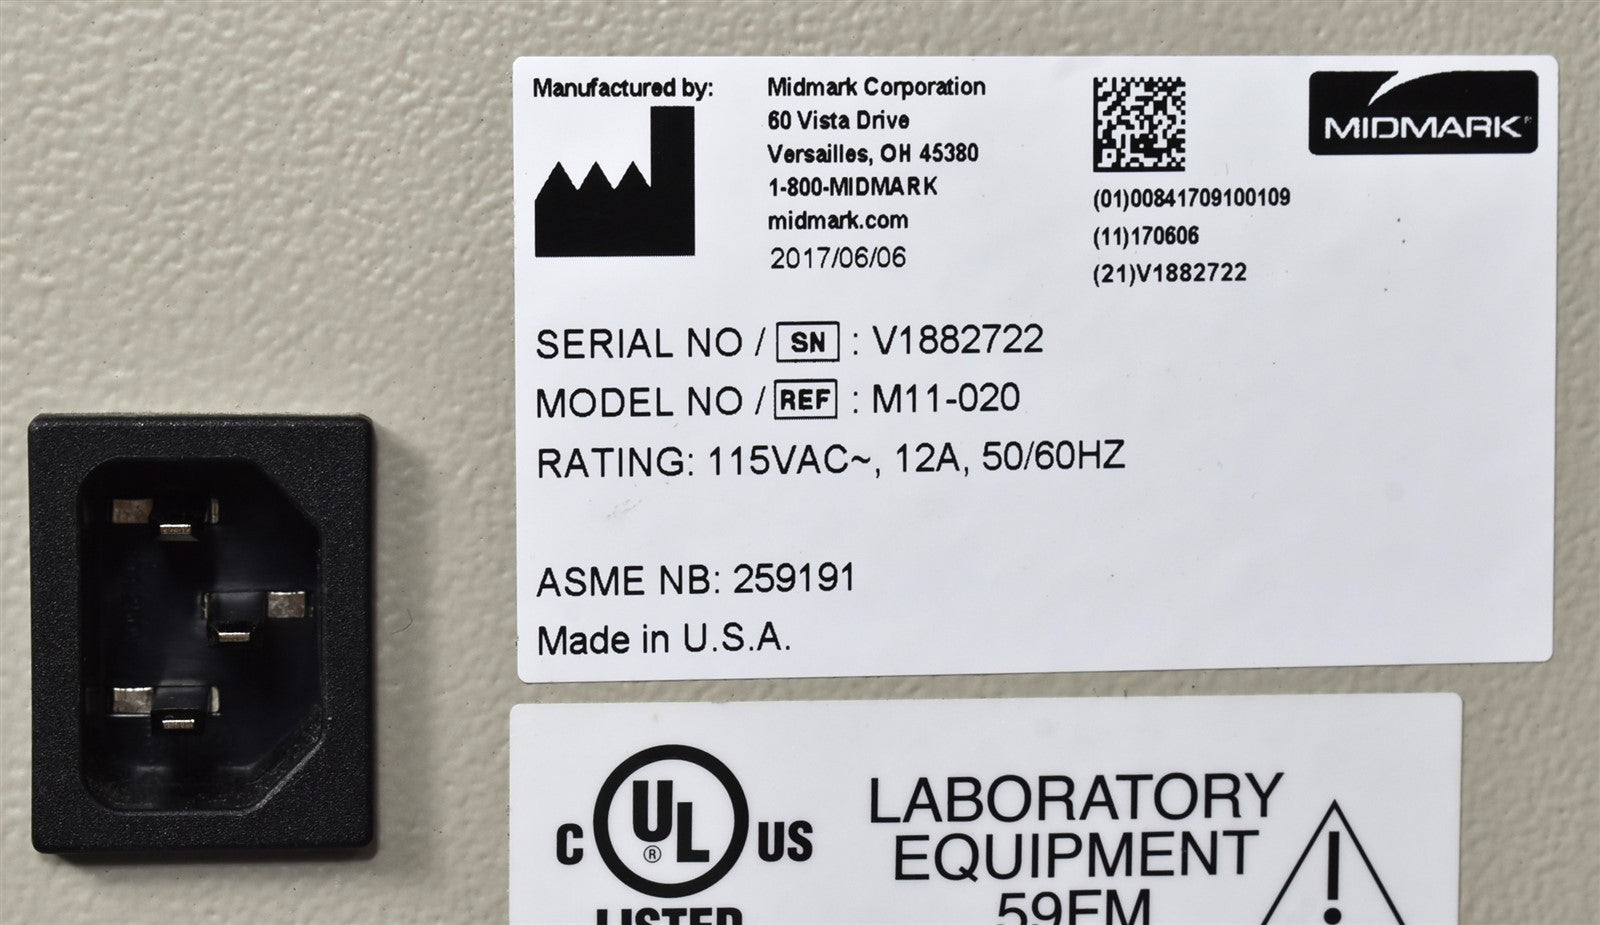 Manufactured by:
Midmark Corporation
60 Vista Drive
Versailles, OH 45380
1-800-MIDMARK
midmark.com
2017/06/06
(01)00841709100109
(11)170606
(21)V1882722
MIDMARK®
SERIAL NO / SN : V1882722
MODEL NO / REF : M11-020
RATING: 115VAC~, 12A, 50/60HZ
ASME NB: 259191
Made in U.S.A.
C UL® US
LISTED
LABORATORY
EQUIPMENT
59EM
!